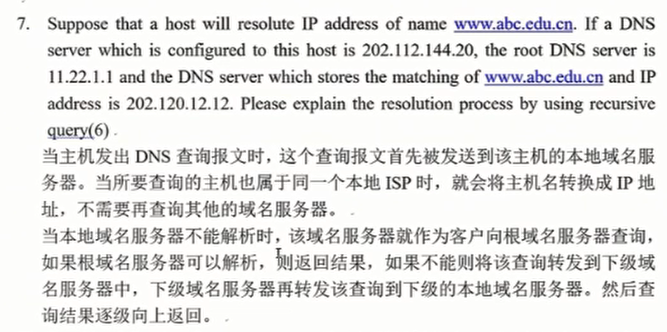 7. Suppose that a host will resolute IP address of name www.abc.edu.cn. If a DNS
server which is configured to this host is 202.112.144.20, the root DNS server is
11.22.1.1 and the DNS server which stores the matching of www.abc.edu.cn and IP
address is 202.120.12.12. Please explain the resolution process by using recursive
query(6) .
当主机发出 DNS 查询报文时，这个查询报文首先被发送到该主机的本地域名服
务器。当所要查询的主机也属于同一个本地 ISP 时，就会将主机名转换成 IP 地
址，不需要再查询其他的域名服务器。.
当本地域名服务器不能解析时，该域名服务器就作为客户向根域名服务器查询，
如果根域名服务器可以解析，则返回结果，如果不能则将该查询转发到下级域
名服务器中，下级域名服务器再转发该查询到下级的本地域名服务器。然后查
询结果逐级向上返回。.